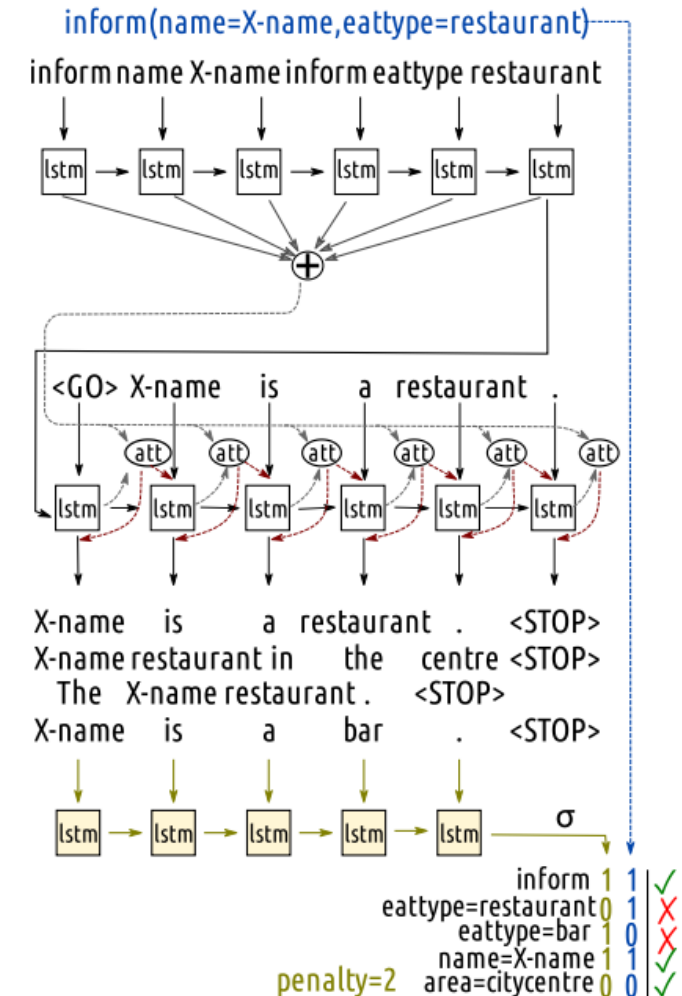 inform(name=X-name,eattype=restaurant)
inform name X-name inform eattype restaurant
lstm lstm lstm lstm lstm lstm
+
<GO> X-name is a restaurant .
att att att att att att
lstm lstm lstm lstm lstm lstm
X-name is a restaurant . <STOP>
X-name restaurant in the centre <STOP>
The X-name restaurant . <STOP>
X-name is a bar . <STOP>
lstm lstm lstm lstm lstm σ
inform 1 1 ✓
eattype=restaurant 0 1 X
eattype=bar 1 0 X
name=X-name 1 1 ✓
penalty=2 area=citycentre 0 0 ✓